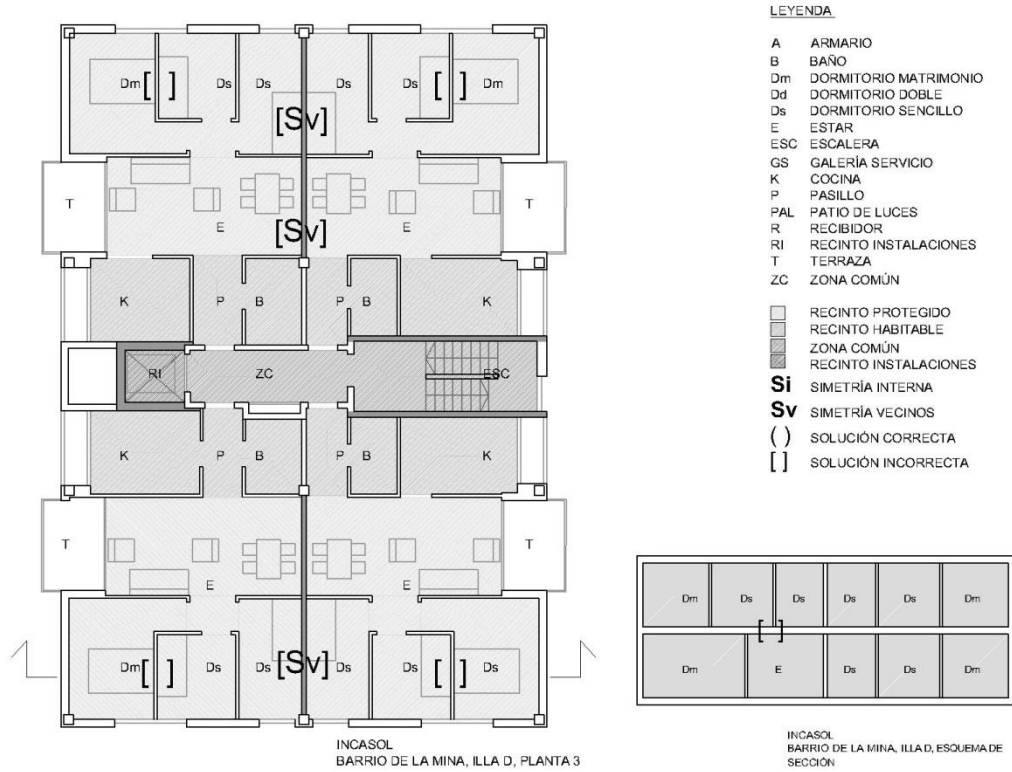 LEYENDA
A ARMARIO
B BAÑO
Dm DORMITORIO MATRIMONIO
Dd DORMITORIO DOBLE
Ds DORMITORIO SENCILLO
E ESTAR
ESC ESCALERA
GS GALERÍA SERVICIO
K COCINA
P PASILLO
PAL PATIO DE LUCES
R RECIBIDOR
RI RECINTO INSTALACIONES
T TERRAZA
ZC ZONA COMÚN
RECINTO PROTEGIDO
RECINTO HABITABLE
ZONA COMÚN
RECINTO INSTALACIONES
Si SIMETRÍA INTERNA
Sv SIMETRÍA VECINOS
( ) SOLUCIÓN CORRECTA
[ ] SOLUCIÓN INCORRECTA
Dm [ ] Ds Ds Ds Ds [ ] Dm
[Sv]
T T
E E
[Sv]
K P B P B K
RI ZC ESC
K P B P B K
T T
E E
Dm [ ] Ds Ds [Sv] Ds Ds [ ] Ds
INCASOL
BARRIO DE LA MINA, ILLA D, PLANTA 3
Dm Ds Ds Ds Ds Dm
[ ]
Dm E Ds Ds Dm
INCASOL
BARRIO DE LA MINA, ILLA D, ESQUEMA DE
SECCIÓN